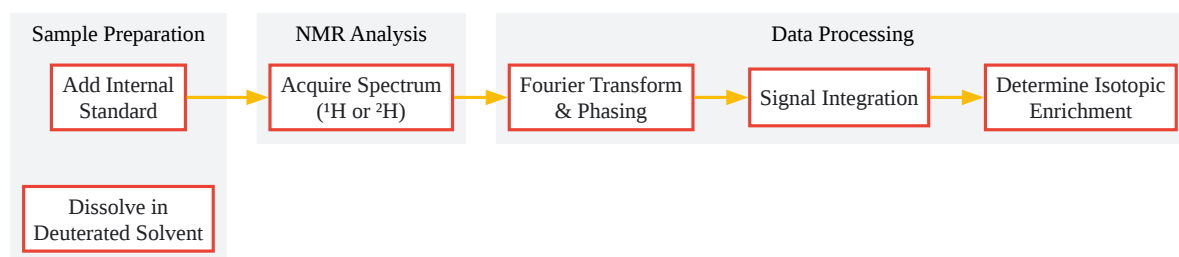 Sample Preparation
Add Internal
Standard
Dissolve in
Deuterated Solvent
NMR Analysis
Acquire Spectrum
(¹H or ²H)
Data Processing
Fourier Transform
& Phasing
Signal Integration
Determine Isotopic
Enrichment